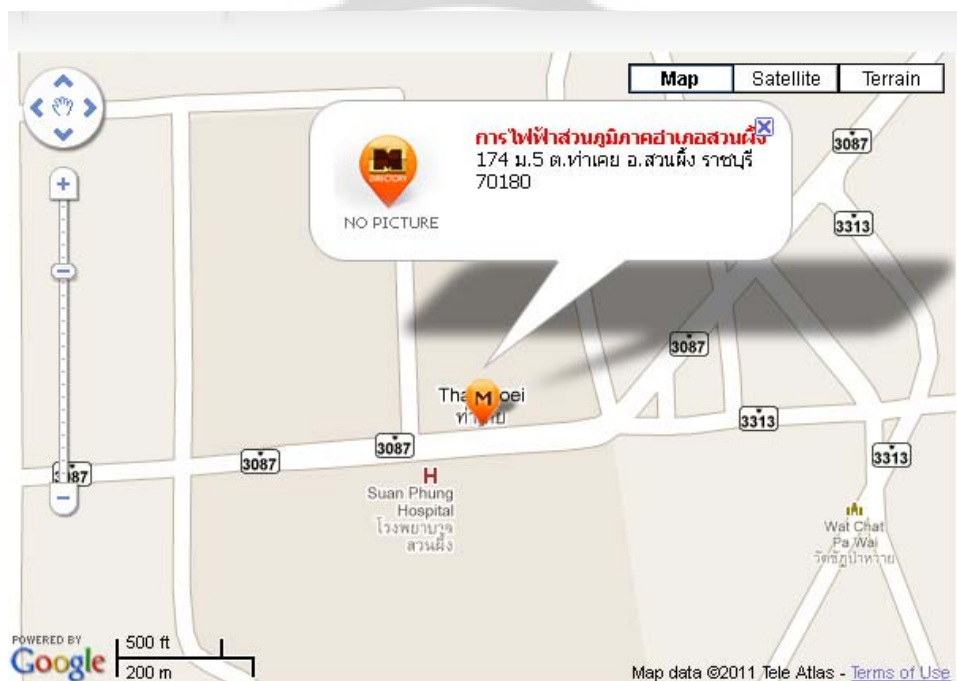 Map
Satellite
Terrain
การไฟฟ้าส่วนภูมิภาคอำเภอสวนผึ้ง
174 ม.5 ต.ท่าเคย อ.สวนผึ้ง ราชบุรี
70180
M
DIRECTORY
NO PICTURE
3087
3313
3087
M
3313
3087
3087
3313
H
Suan Phung
Hospital
โรงพยาบาล
สวนผึ้ง
Wat Chat
Pa Wai
วัดชัฏป่าหวาย
POWERED BY
Google
500 ft
200 m
Map data ©2011 Tele Atlas - Terms of Use